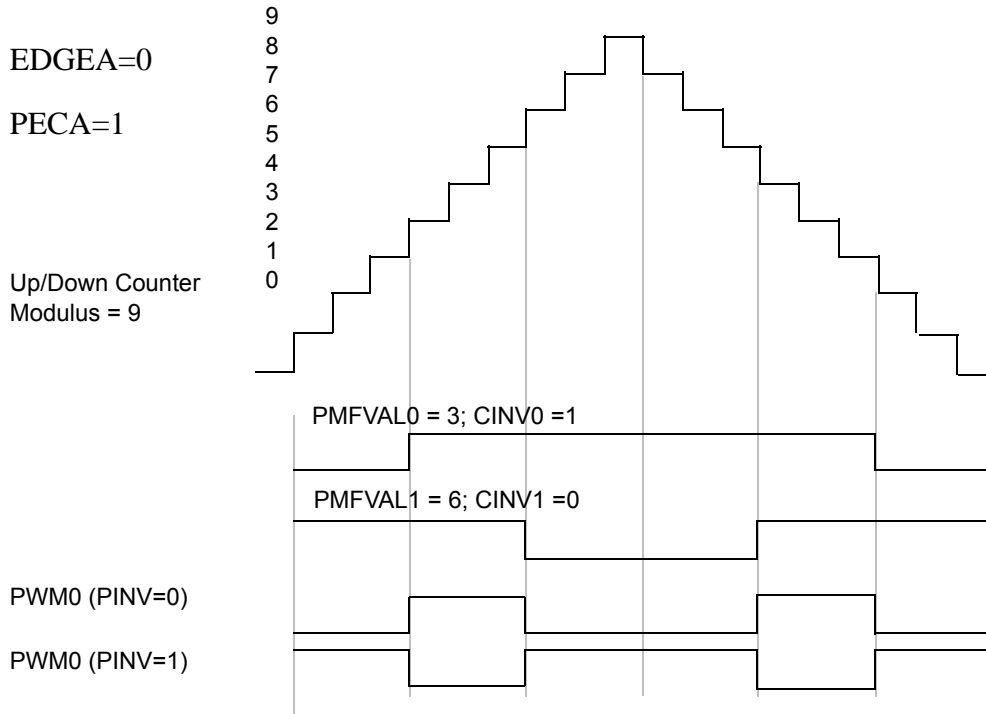 9
8
EDGEA=0
7
6
PECA=1
5
4
3
2
1
Up/Down Counter
0
Modulus = 9
PMFVAL0 = 3; CINV0 =1
PMFVAL1 = 6; CINV1 =0
PWM0 (PINV=0)
PWM0 (PINV=1)